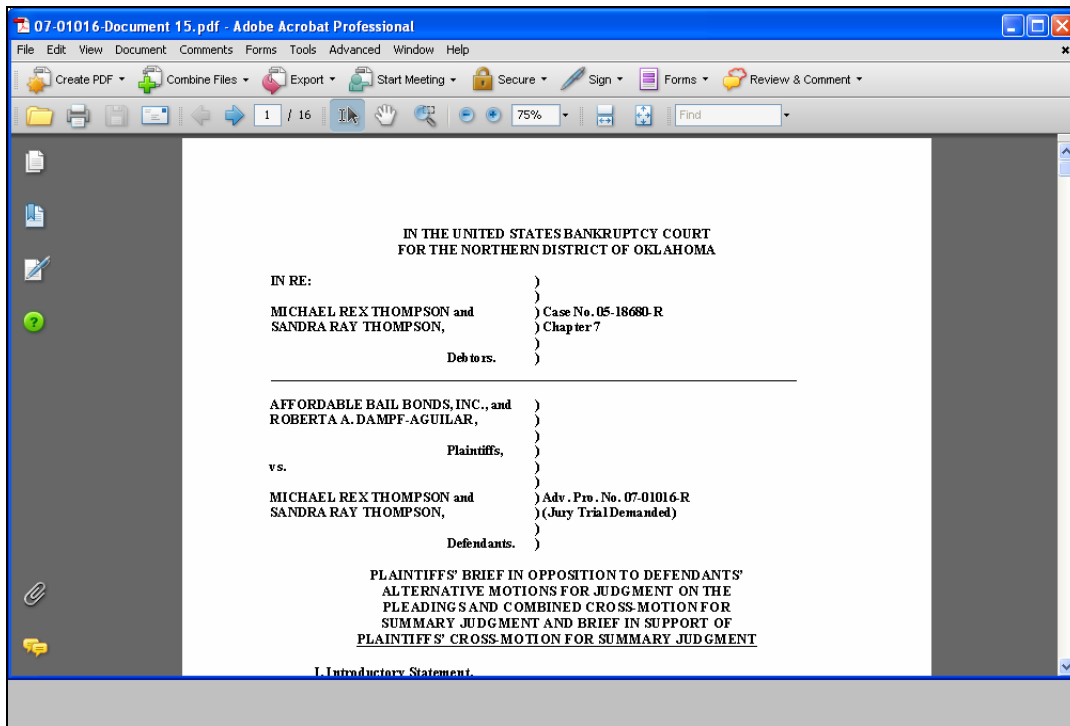 07-01016-Document 15.pdf - Adobe Acrobat Professional
File Edit View Document Comments Forms Tools Advanced Window Help
Create PDF Combine Files Export Start Meeting Secure Sign Forms Review & Comment
1 / 16 75% Find
IN THE UNITED STATES BANKRUPTCY COURT
FOR THE NORTHERN DISTRICT OF OKLAHOMA
IN RE: )
)
MICHAEL REX THOMPSON and ) Case No. 05-18680-R
SANDRA RAY THOMPSON, ) Chapter 7
)
Debtors. )
AFFORDABLE BAIL BONDS, INC., and )
ROBERTA A. DAMPF-AGUILAR, )
)
Plaintiffs, )
vs. )
)
MICHAEL REX THOMPSON and ) Adv. Pro. No. 07-01016-R
SANDRA RAY THOMPSON, ) (Jury Trial Demanded)
)
Defendants. )
PLAINTIFFS' BRIEF IN OPPOSITION TO DEFENDANTS'
ALTERNATIVE MOTIONS FOR JUDGMENT ON THE
PLEADINGS AND COMBINED CROSS-MOTION FOR
SUMMARY JUDGMENT AND BRIEF IN SUPPORT OF
PLAINTIFFS' CROSS-MOTION FOR SUMMARY JUDGMENT
I. Introductory Statement.